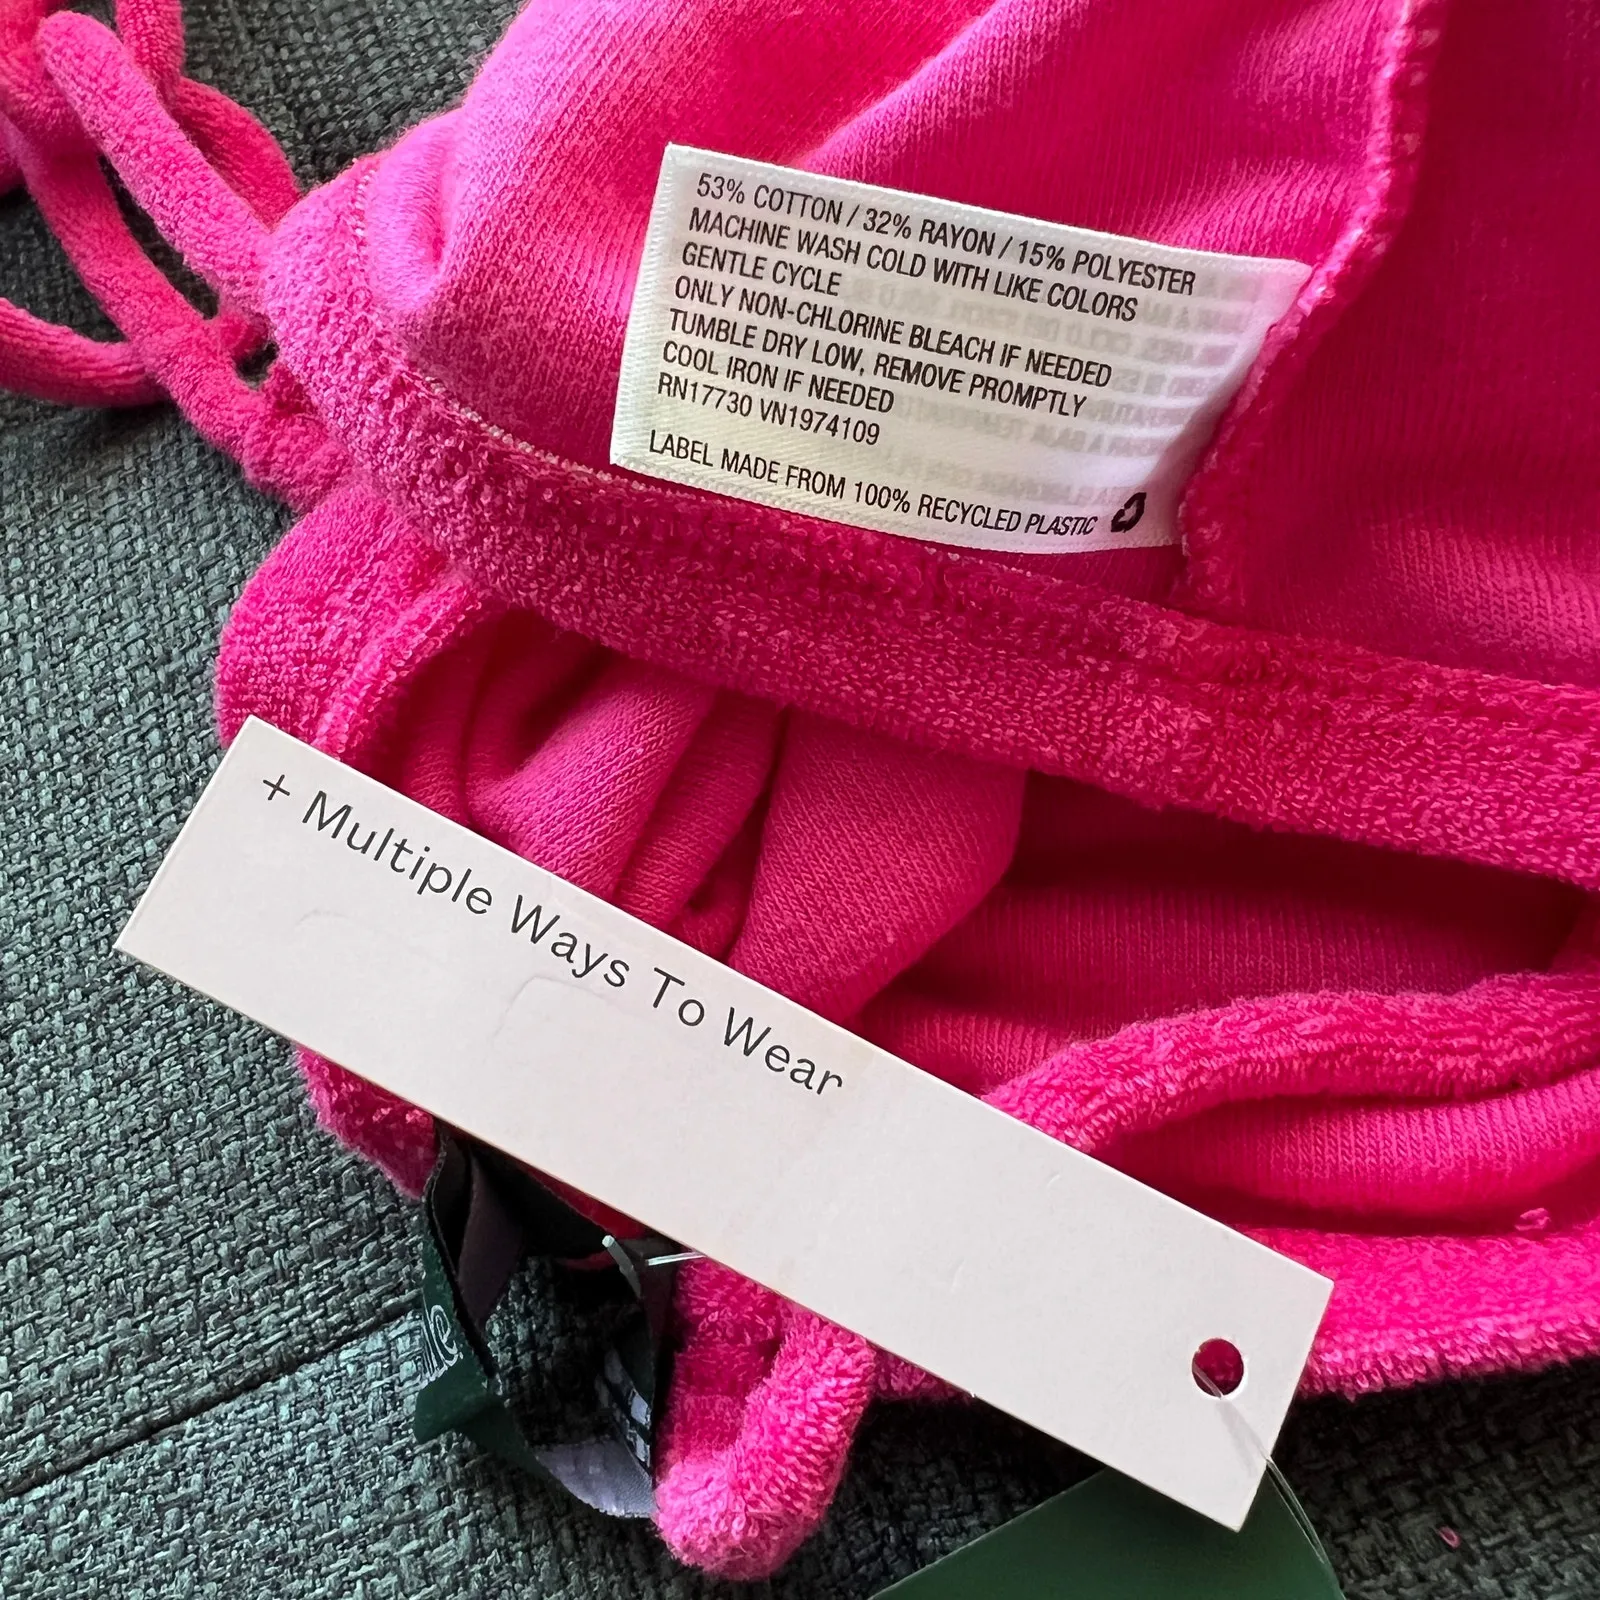 53% COTTON / 32% RAYON / 15% POLYESTER
MACHINE WASH COLD WITH LIKE COLORS
GENTLE CYCLE
ONLY NON-CHLORINE BLEACH IF NEEDED
TUMBLE DRY LOW, REMOVE PROMPTLY
COOL IRON IF NEEDED
RN17730 VN1974109
LABEL MADE FROM 100% RECYCLED PLASTIC
+ Multiple Ways To Wear